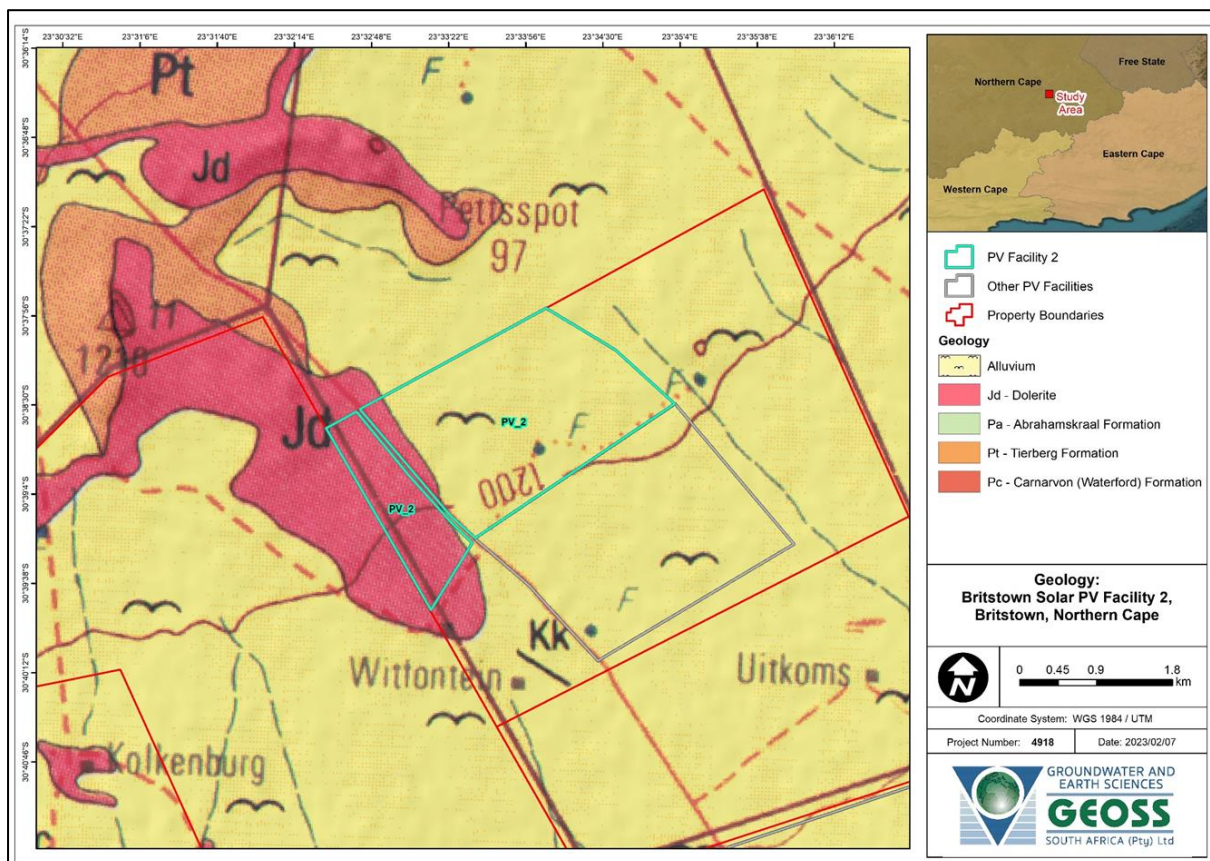 23°30'32"E 23°31'6"E 23°31'40"E 23°32'14"E 23°32'48"E 23°33'22"E 23°33'56"E 23°34'30"E 23°35'4"E 23°35'38"E 23°36'12"E
30°36'14"S
30°36'48"S
30°37'22"S
30°37'56"S
30°38'30"S
30°39'4"S
30°39'38"S
30°40'12"S
30°40'46"S
Pt
F
Jd
Pettsspot
97
11
1210
Jd
F
F
PV_2
1200
PV_2
F
Kk
Witfontein
Uitkoms
Kolkenburg
Northern Cape
Free State
Study
Area
Eastern Cape
Western Cape
PV Facility 2
Other PV Facilities
Property Boundaries
Geology
Alluvium
Jd - Dolerite
Pa - Abrahamskraal Formation
Pt - Tierberg Formation
Pc - Carnarvon (Waterford) Formation
Geology:
Britstown Solar PV Facility 2,
Britstown, Northern Cape
N
0 0.45 0.9 1.8
km
Coordinate System: WGS 1984 / UTM
Project Number: 4918 Date: 2023/02/07
GROUNDWATER AND
EARTH SCIENCES
GEOSS
SOUTH AFRICA (Pty) Ltd